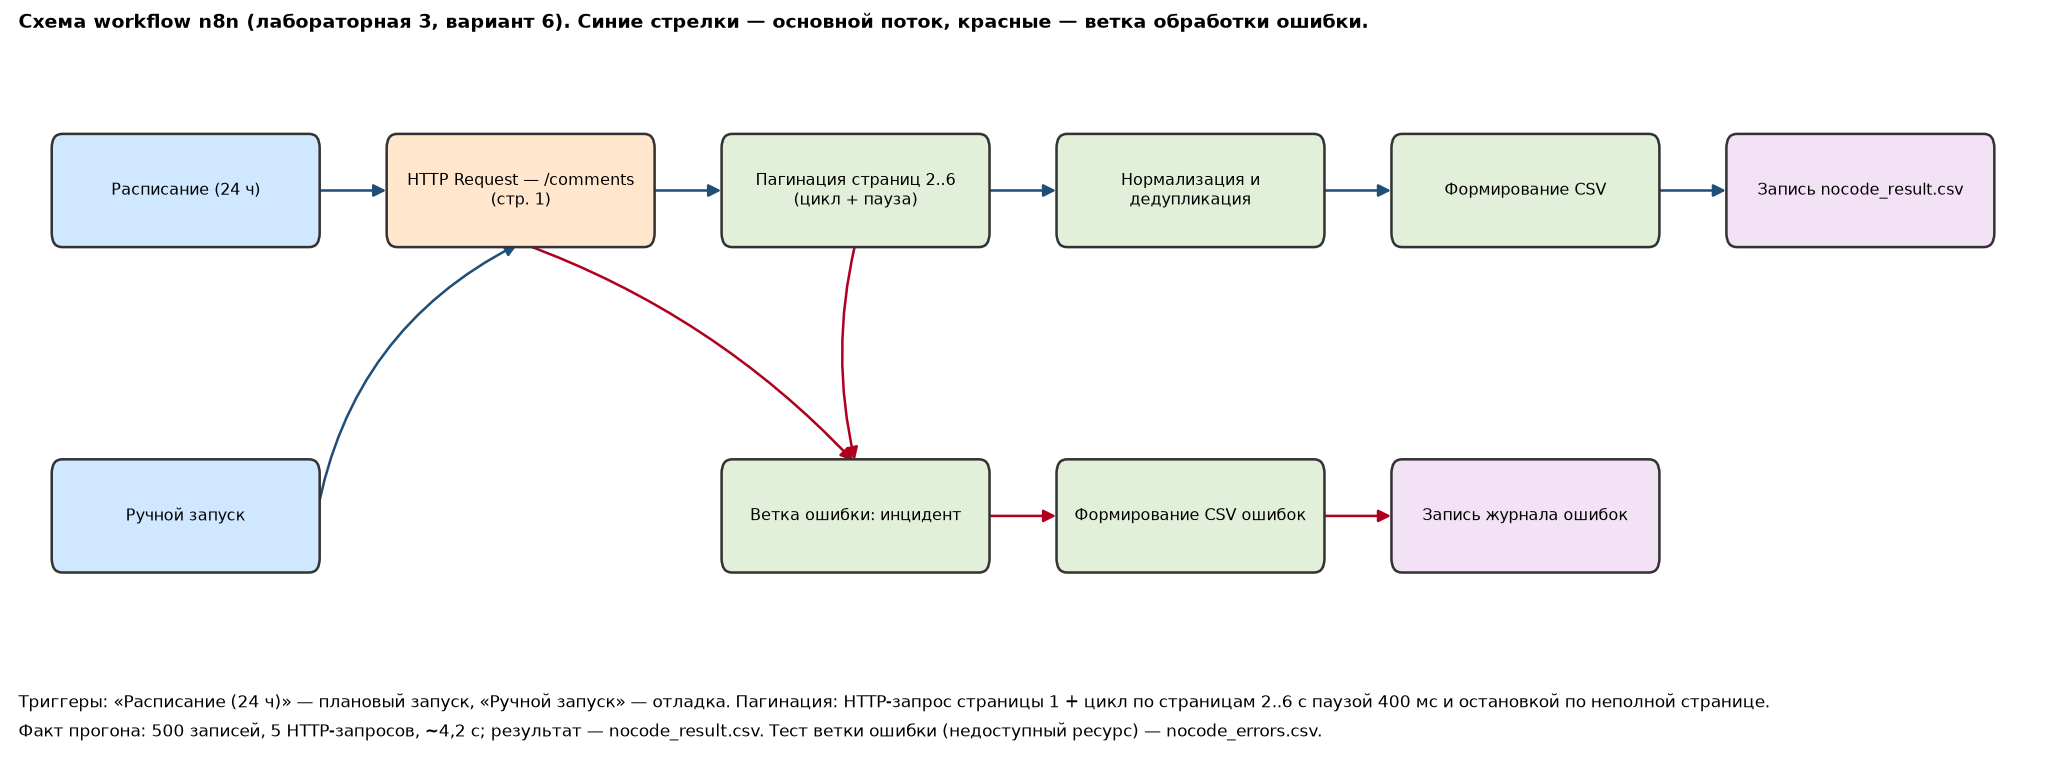 Схема workflow n8n (лабораторная 3, вариант 6). Синие стрелки — основной поток, красные — ветка обработки ошибки.
Расписание (24 ч)
HTTP Request — /comments
(стр. 1)
Пагинация страниц 2..6
(цикл + пауза)
Нормализация и
дедупликация
Формирование CSV
Запись nocode_result.csv
Ручной запуск
Ветка ошибки: инцидент
Формирование CSV ошибок
Запись журнала ошибок
Триггеры: «Расписание (24 ч)» — плановый запуск, «Ручной запуск» — отладка. Пагинация: HTTP-запрос страницы 1 + цикл по страницам 2..6 с паузой 400 мс и остановкой по неполной странице.
Факт прогона: 500 записей, 5 HTTP-запросов, ~4,2 с; результат — nocode_result.csv. Тест ветки ошибки (недоступный ресурс) — nocode_errors.csv.